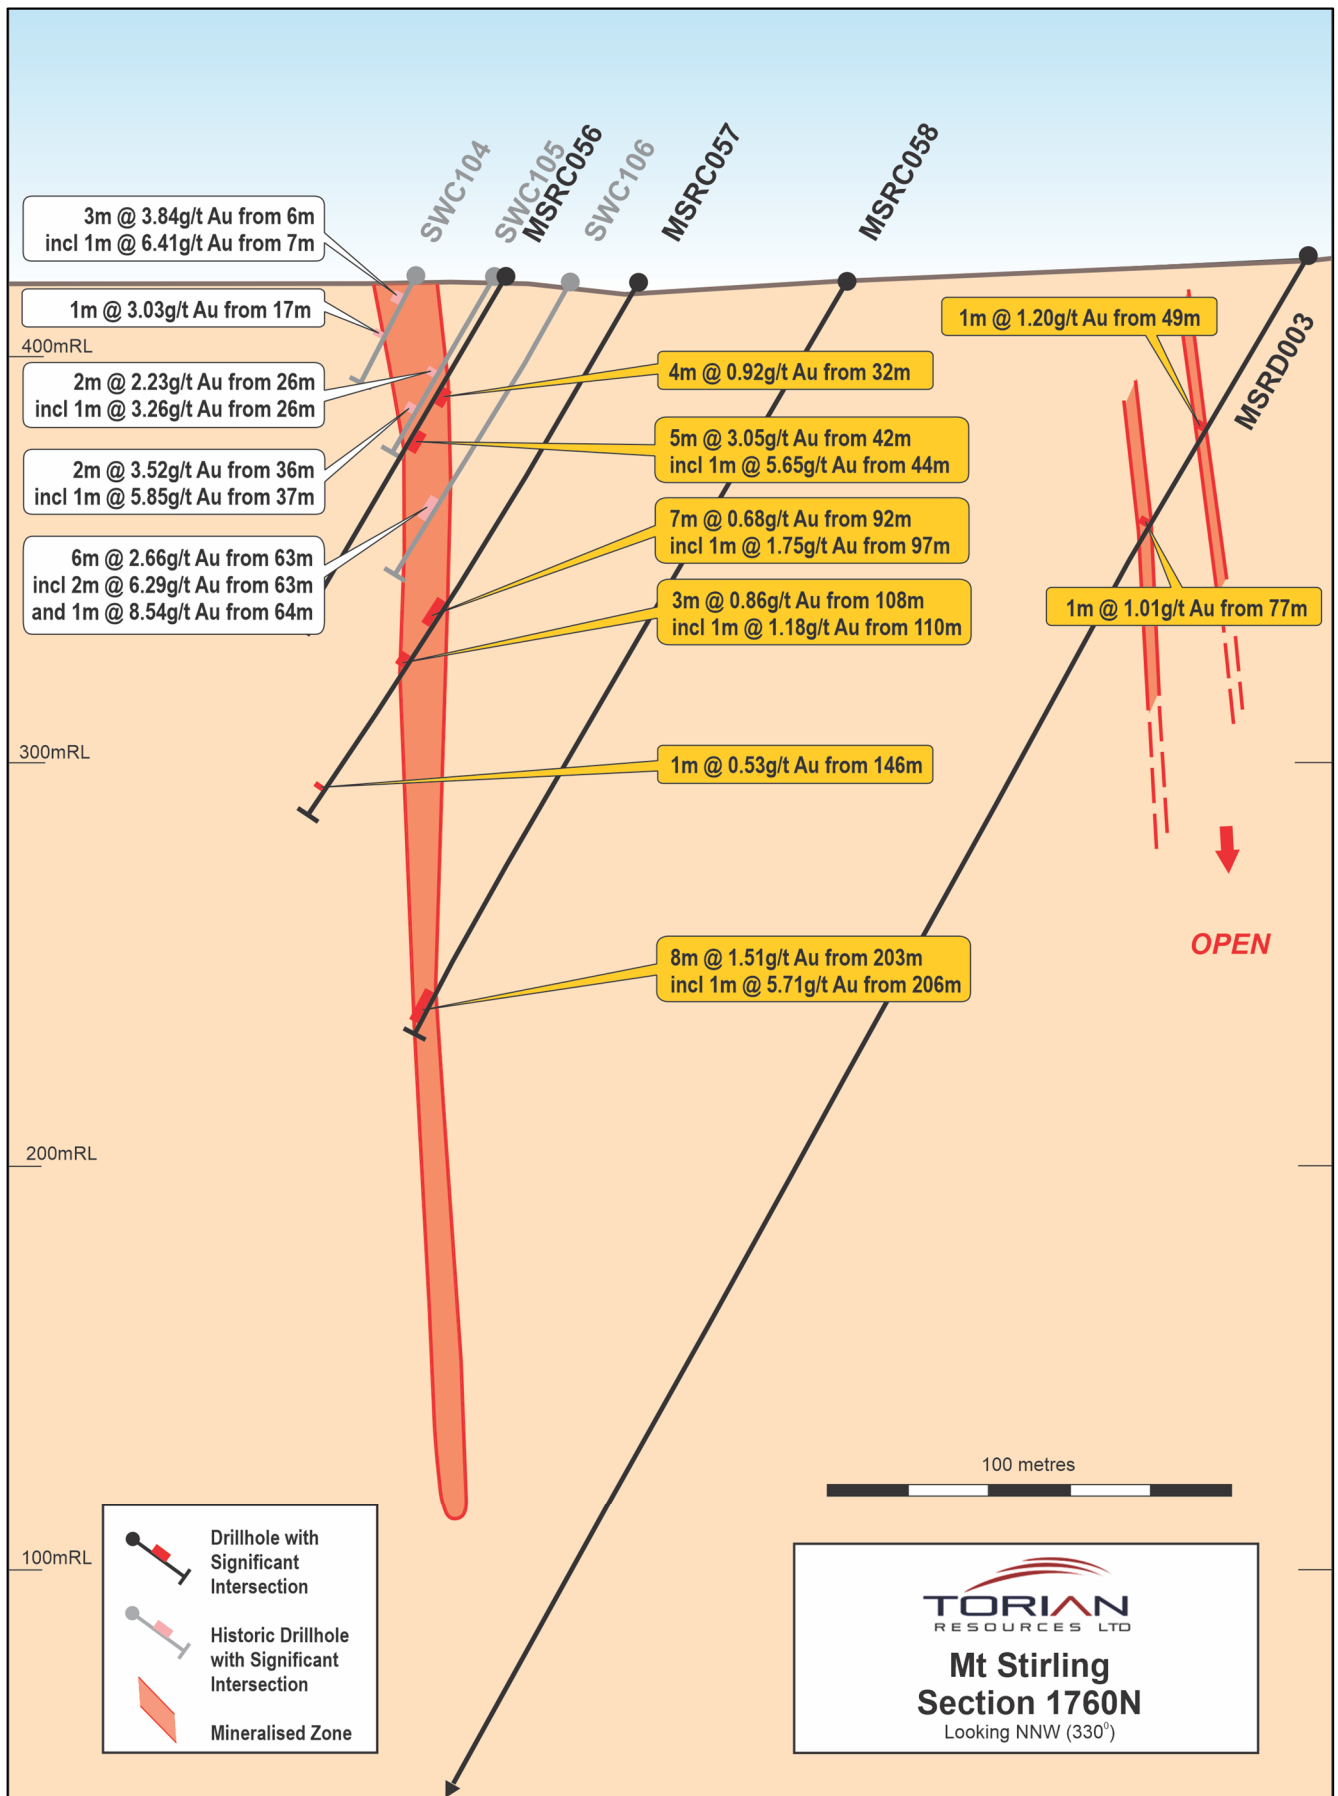 SWC104
SWC105
MSRC056
SWC106
MSRC057
MSRC058
MSRD003
3m @ 3.84g/t Au from 6m
incl 1m @ 6.41g/t Au from 7m
1m @ 3.03g/t Au from 17m
400mRL
2m @ 2.23g/t Au from 26m
incl 1m @ 3.26g/t Au from 26m
2m @ 3.52g/t Au from 36m
incl 1m @ 5.85g/t Au from 37m
6m @ 2.66g/t Au from 63m
incl 2m @ 6.29g/t Au from 63m
and 1m @ 8.54g/t Au from 64m
1m @ 1.20g/t Au from 49m
4m @ 0.92g/t Au from 32m
5m @ 3.05g/t Au from 42m
incl 1m @ 5.65g/t Au from 44m
7m @ 0.68g/t Au from 92m
incl 1m @ 1.75g/t Au from 97m
3m @ 0.86g/t Au from 108m
incl 1m @ 1.18g/t Au from 110m
1m @ 1.01g/t Au from 77m
300mRL
1m @ 0.53g/t Au from 146m
OPEN
8m @ 1.51g/t Au from 203m
incl 1m @ 5.71g/t Au from 206m
200mRL
100mRL
100 metres
Drillhole with
Significant
Intersection
Historic Drillhole
with Significant
Intersection
Mineralised Zone
TORIAN
RESOURCES LTD
Mt Stirling
Section 1760N
Looking NNW (330⁰)